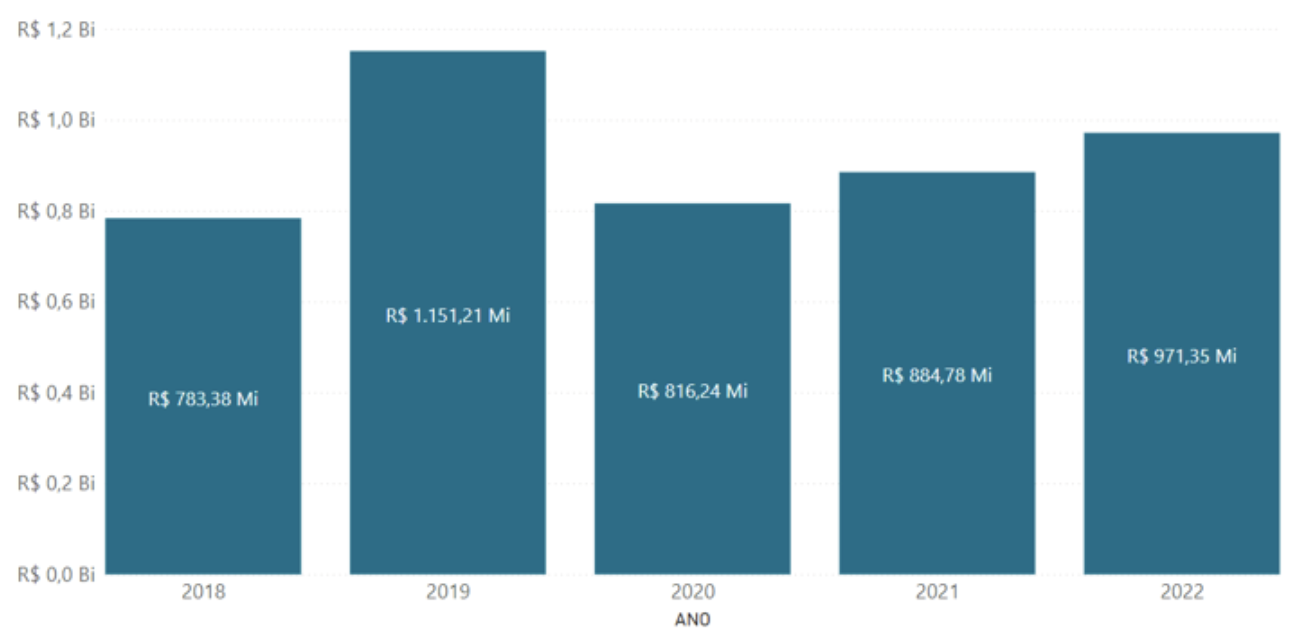 R$ 1,2 Bi
R$ 1,0 Bi
R$ 0,8 Bi
R$ 0,6 Bi
R$ 0,4 Bi
R$ 0,2 Bi
R$ 0,0 Bi
R$ 783,38 Mi
R$ 1.151,21 Mi
R$ 816,24 Mi
R$ 884,78 Mi
R$ 971,35 Mi
2018 2019 2020 2021 2022
ANO